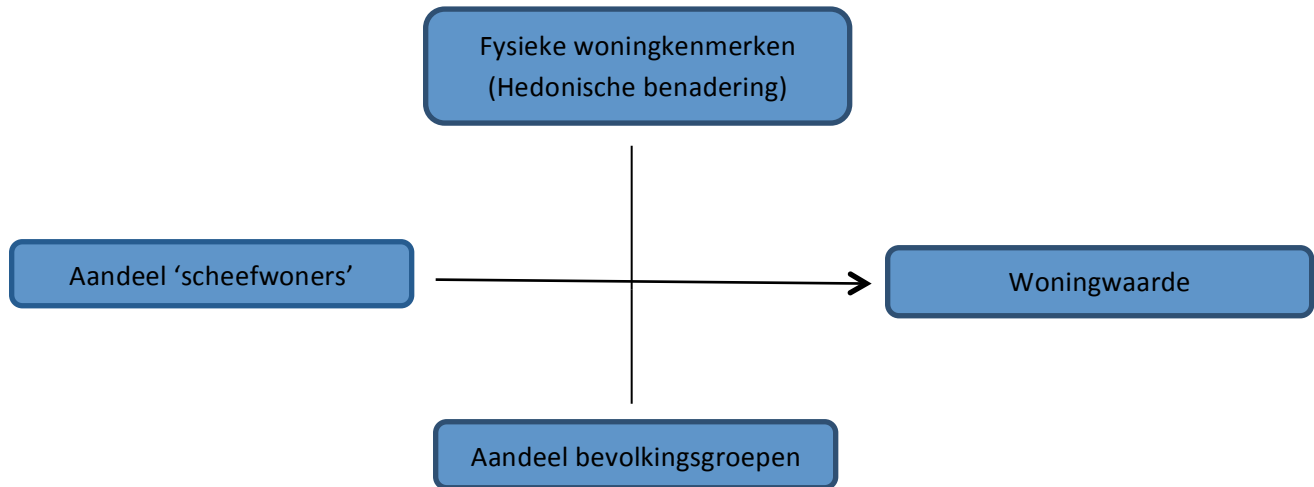 Fysieke woningkenmerken
(Hedonische benadering)
Aandeel ‘scheefwoners’
Woningwaarde
Aandeel bevolkingsgroepen